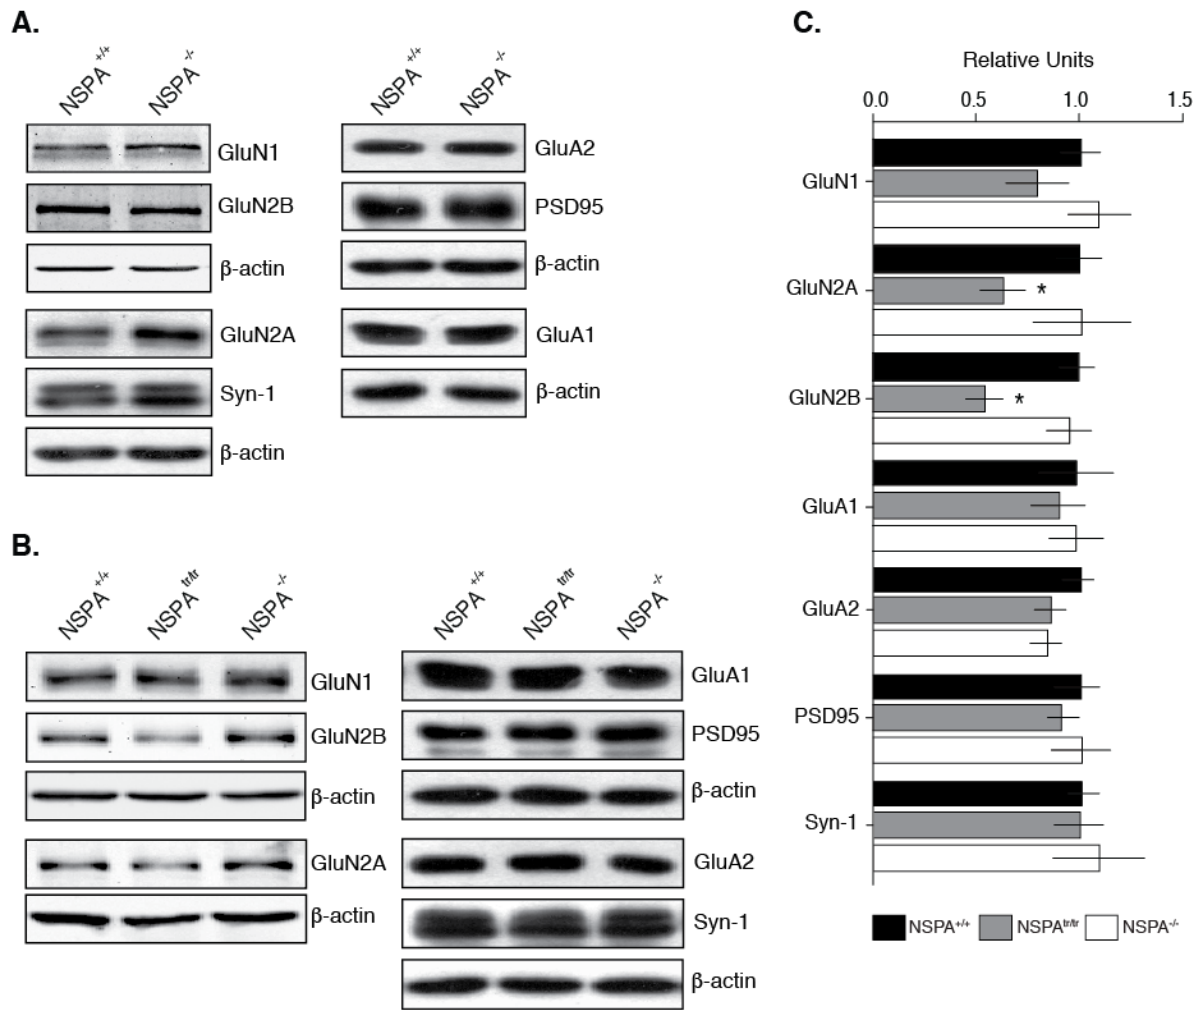 A.
NSPA+/+
NSPA-/-
GluN1
GluN2B
β-actin
GluN2A
Syn-1
β-actin
NSPA+/+
NSPA-/-
GluA2
PSD95
β-actin
GluA1
β-actin
B.
NSPA+/+
NSPAtr/tr
NSPA-/-
GluN1
GluN2B
β-actin
GluN2A
β-actin
NSPA+/+
NSPAtr/tr
NSPA-/-
GluA1
PSD95
β-actin
GluA2
Syn-1
β-actin
C.
Relative Units
0.0 0.5 1.0 1.5
GluN1
GluN2A *
GluN2B *
GluA1
GluA2
PSD95
Syn-1
NSPA+/+ NSPAtr/tr NSPA-/-